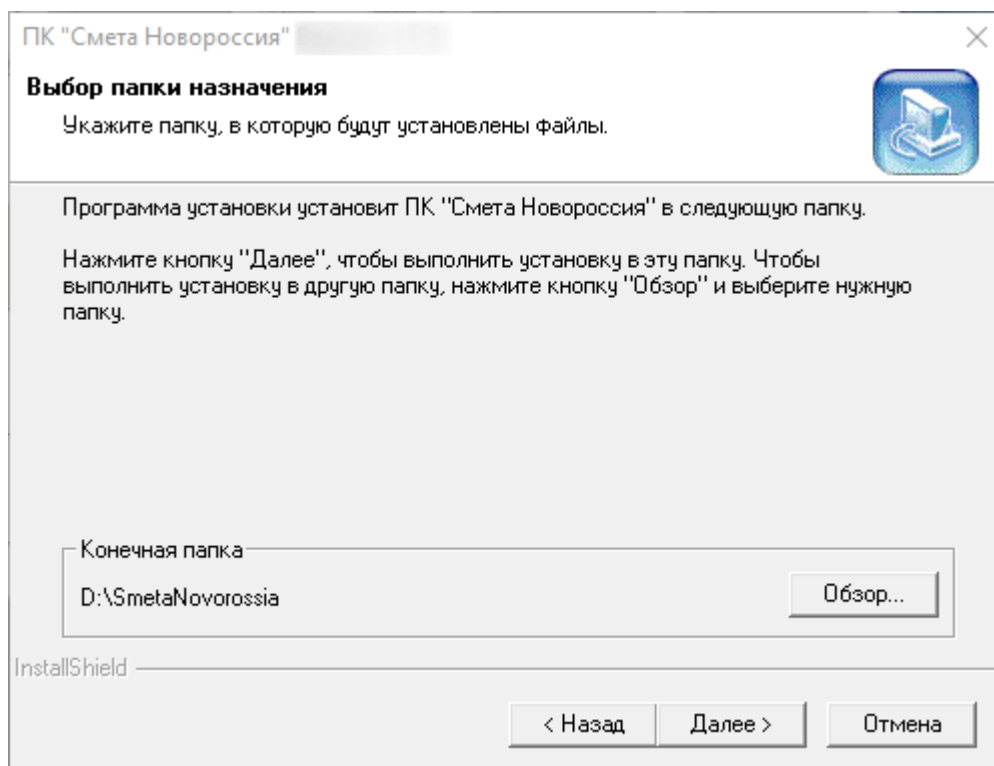 ПК "Смета Новороссия"
Выбор папки назначения
Укажите папку, в которую будут установлены файлы.
Программа установки установит ПК "Смета Новороссия" в следующую папку.
Нажмите кнопку "Далее", чтобы выполнить установку в эту папку. Чтобы
выполнить установку в другую папку, нажмите кнопку "Обзор" и выберите нужную
папку.
Конечная папка
D:\SmetaNovorossia
Обзор...
InstallShield
< Назад
Далее >
Отмена